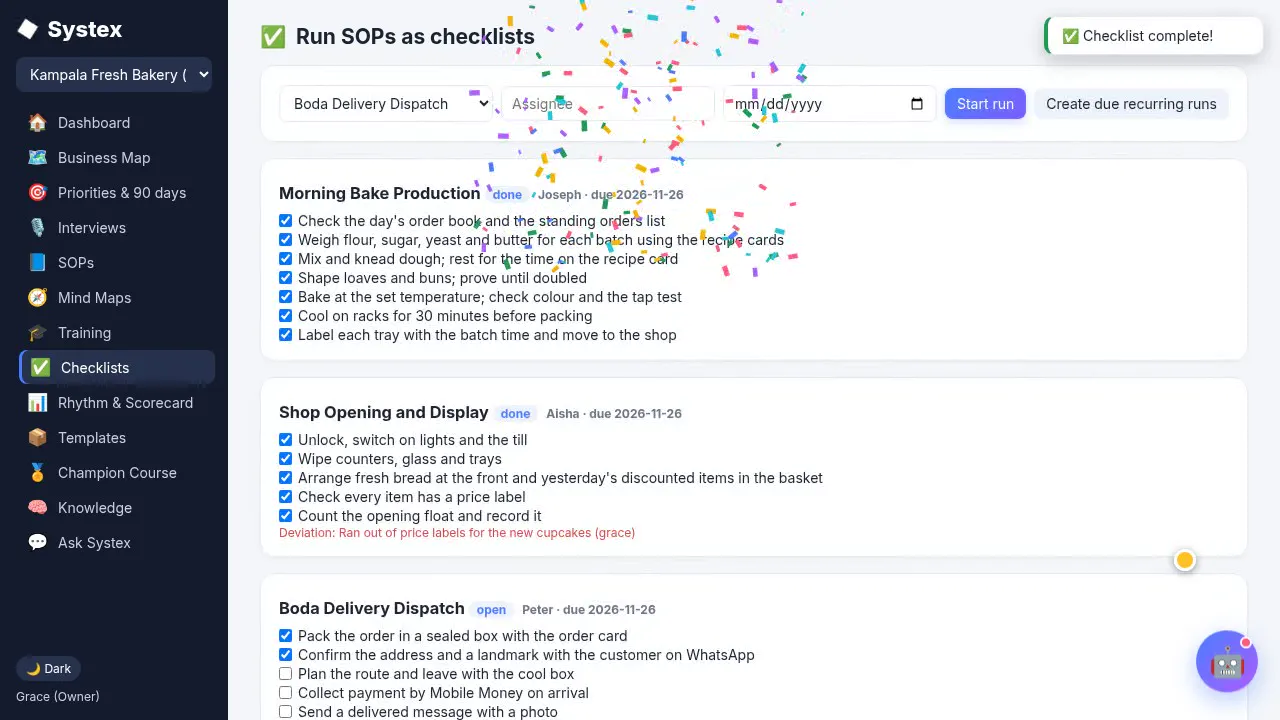 Systex
Kampala Fresh Bakery (
Dashboard
Business Map
Priorities & 90 days
Interviews
SOPs
Mind Maps
Training
Checklists
Rhythm & Scorecard
Templates
Champion Course
Knowledge
Ask Systex
Dark
Grace (Owner)
Run SOPs as checklists
Checklist complete!
Boda Delivery Dispatch
Assignee
mm/dd/yyyy
Start run
Create due recurring runs
Morning Bake Production done Joseph · due 2026-11-26
Check the day's order book and the standing orders list
Weigh flour, sugar, yeast and butter for each batch using the recipe cards
Mix and knead dough; rest for the time on the recipe card
Shape loaves and buns; prove until doubled
Bake at the set temperature; check colour and the tap test
Cool on racks for 30 minutes before packing
Label each tray with the batch time and move to the shop
Shop Opening and Display done Aisha · due 2026-11-26
Unlock, switch on lights and the till
Wipe counters, glass and trays
Arrange fresh bread at the front and yesterday's discounted items in the basket
Check every item has a price label
Count the opening float and record it
Deviation: Ran out of price labels for the new cupcakes (grace)
Boda Delivery Dispatch open Peter · due 2026-11-26
Pack the order in a sealed box with the order card
Confirm the address and a landmark with the customer on WhatsApp
Plan the route and leave with the cool box
Collect payment by Mobile Money on arrival
Send a delivered message with a photo